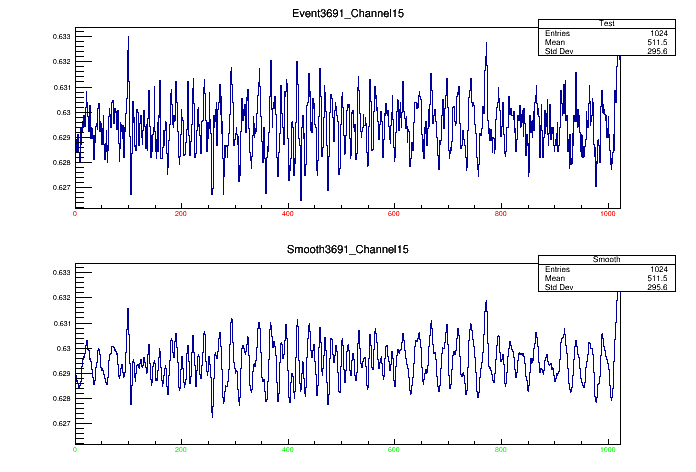 Event3691_Channel15
Test
Entries 1024
Mean 511.5
Std Dev 295.6
0.633
0.632
0.631
0.63
0.629
0.628
0.627
0 200 400 600 800 1000
Smooth3691_Channel15
Smooth
Entries 1024
Mean 511.5
Std Dev 295.6
0.633
0.632
0.631
0.63
0.629
0.628
0.627
0 200 400 600 800 1000